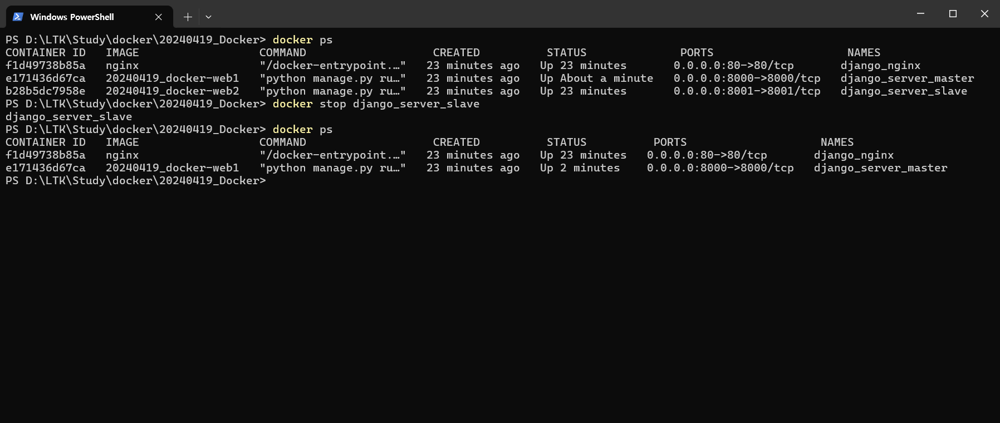 Windows PowerShell
PS D:\LTK\Study\docker\20240419_Docker> docker ps
CONTAINER ID   IMAGE                  COMMAND                   CREATED          STATUS              PORTS                    NAMES
f1d49738b85a   nginx                  "/docker-entrypoint.…"   23 minutes ago   Up 23 minutes       0.0.0.0:80->80/tcp       django_nginx
e171436d67ca   20240419_docker-web1   "python manage.py ru…"   23 minutes ago   Up About a minute   0.0.0.0:8000->8000/tcp   django_server_master
b28b5dc7958e   20240419_docker-web2   "python manage.py ru…"   23 minutes ago   Up 23 minutes       0.0.0.0:8001->8001/tcp   django_server_slave
PS D:\LTK\Study\docker\20240419_Docker> docker stop django_server_slave
django_server_slave
PS D:\LTK\Study\docker\20240419_Docker> docker ps
CONTAINER ID   IMAGE                  COMMAND                   CREATED          STATUS          PORTS                    NAMES
f1d49738b85a   nginx                  "/docker-entrypoint.…"   23 minutes ago   Up 23 minutes   0.0.0.0:80->80/tcp       django_nginx
e171436d67ca   20240419_docker-web1   "python manage.py ru…"   23 minutes ago   Up 2 minutes    0.0.0.0:8000->8000/tcp   django_server_master
PS D:\LTK\Study\docker\20240419_Docker>